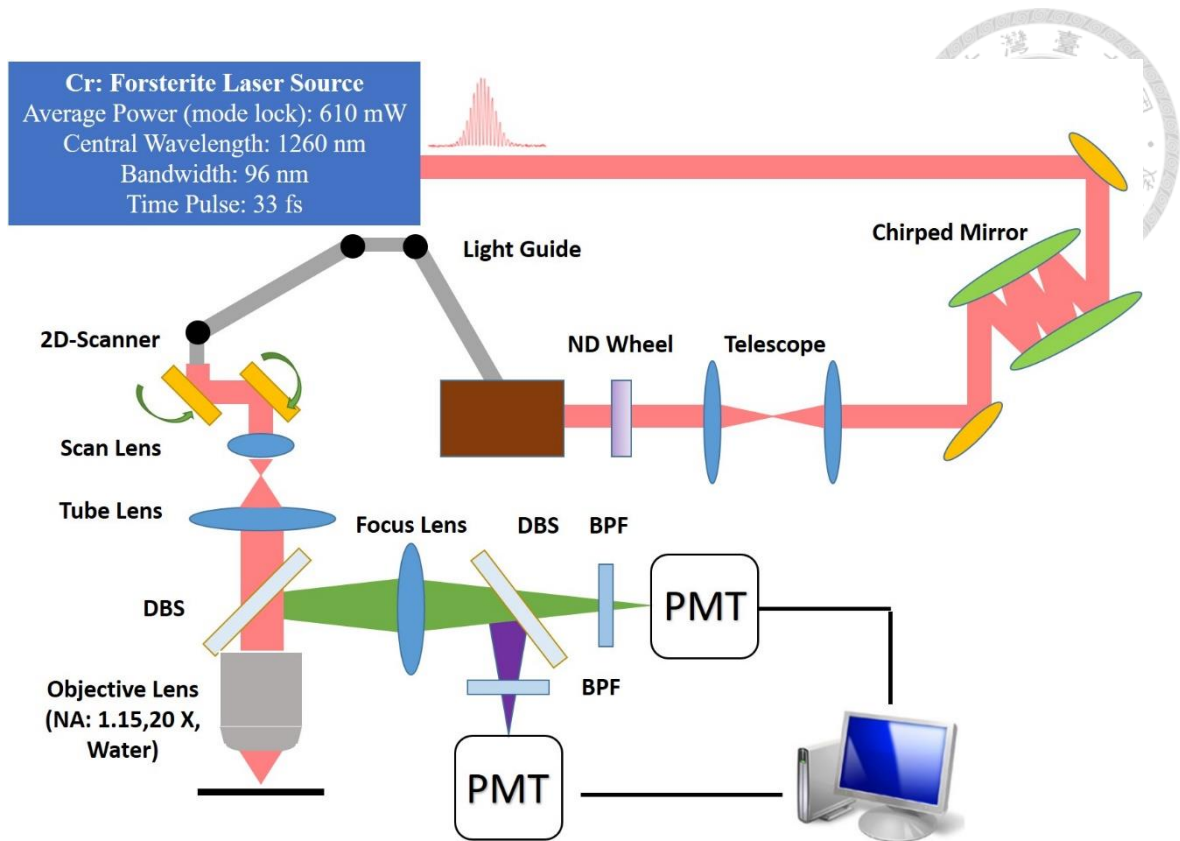 灣 臺
Cr: Forsterite Laser Source
Average Power (mode lock): 610 mW
Central Wavelength: 1260 nm
Bandwidth: 96 nm
Time Pulse: 33 fs
Chirped Mirror
Light Guide
2D-Scanner
ND Wheel
Telescope
Scan Lens
Tube Lens
Focus Lens
DBS
BPF
DBS
PMT
BPF
Objective Lens
(NA: 1.15,20 X,
Water)
PMT